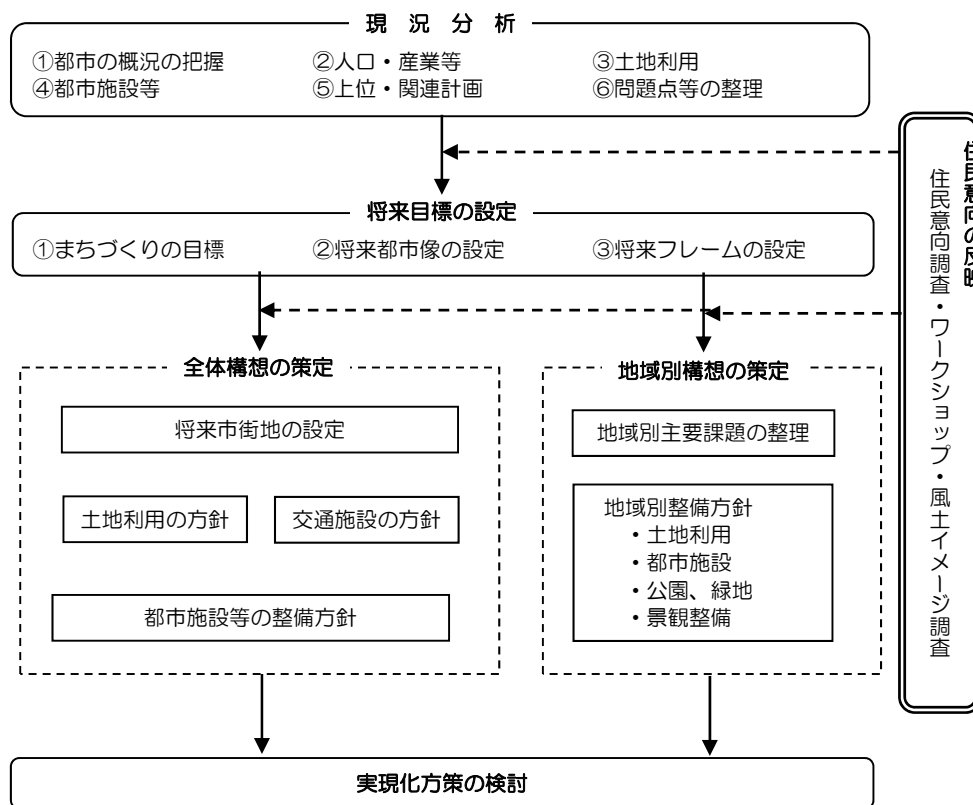 現 況 分 析
①都市の概況の把握 ②人口・産業等 ③土地利用
④都市施設等 ⑤上位・関連計画 ⑥問題点等の整理
将来目標の設定
①まちづくりの目標 ②将来都市像の設定 ③将来フレームの設定
全体構想の策定
将来市街地の設定
土地利用の方針
交通施設の方針
都市施設等の整備方針
地域別構想の策定
地域別主要課題の整理
地域別整備方針
・土地利用
・都市施設
・公園、緑地
・景観整備
住民意向の反映
住民意向調査・ワークショップ・風土イメージ調査
実現化方策の検討